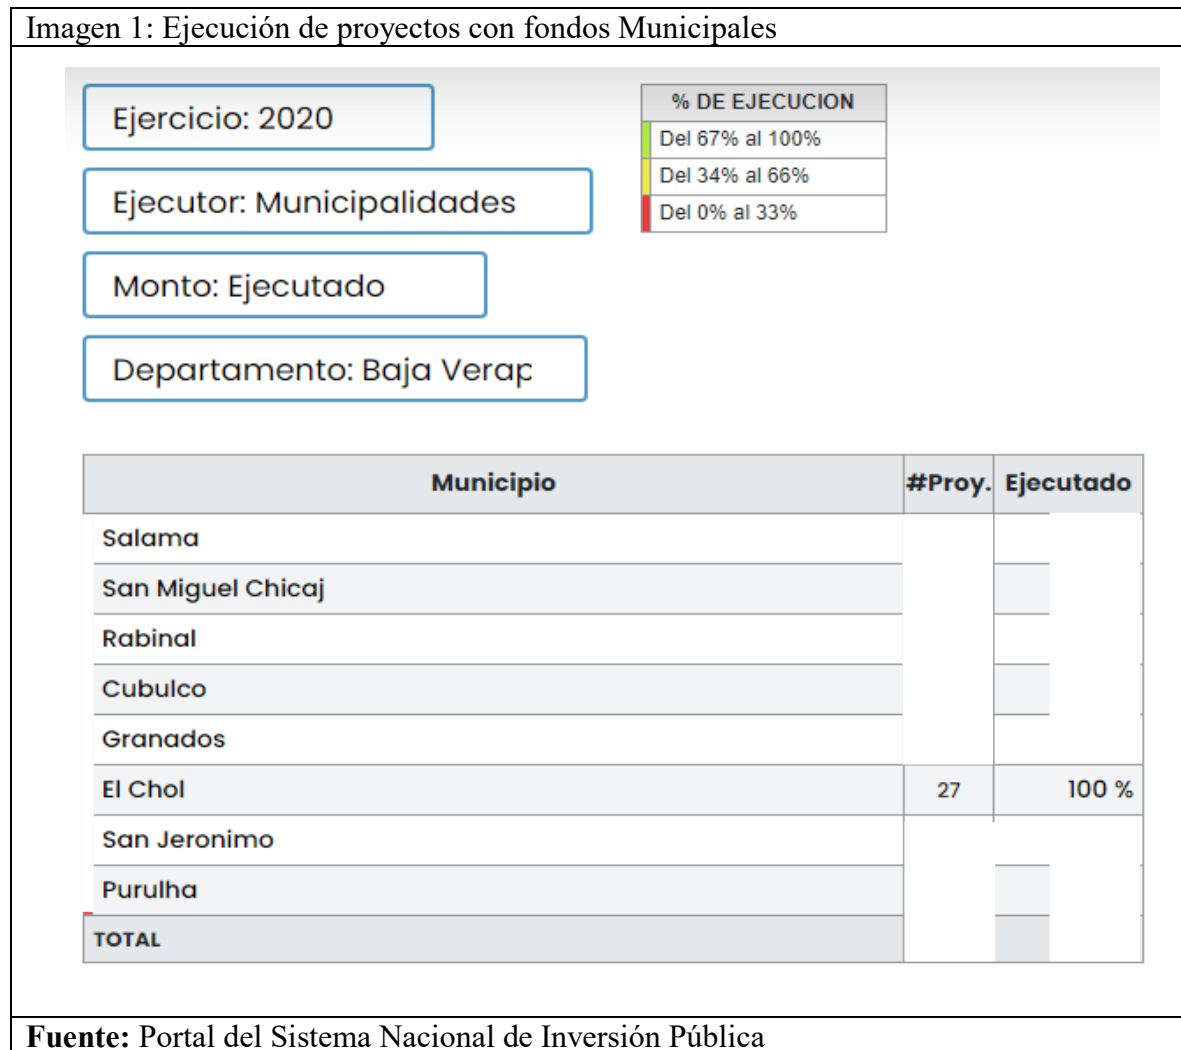 Imagen 1: Ejecución de proyectos con fondos Municipales
Ejercicio: 2020
Ejecutor: Municipalidades
Monto: Ejecutado
Departamento: Baja Verap
% DE EJECUCION
Del 67% al 100%
Del 34% al 66%
Del 0% al 33%
Municipio #Proy. Ejecutado
Salama
San Miguel Chicaj
Rabinal
Cubulco
Granados
El Chol 27 100 %
San Jeronimo
Purulha
TOTAL
Fuente: Portal del Sistema Nacional de Inversión Pública